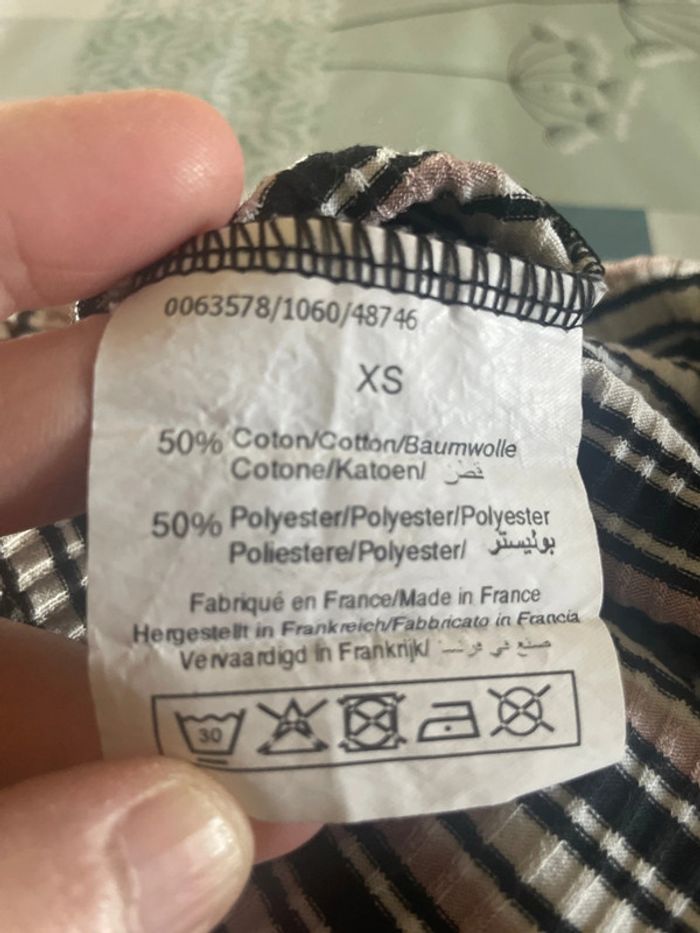 0063578/1060/48746
XS
50% Coton/Cotton/Baumwolle
Cotone/Katoen/ قطن
50% Polyester/Polyester/Polyester
Poliestere/Polyester/ بوليستر
Fabriqué en France/Made in France
Hergestellt in Frankreich/Fabbricato in Francia
Vervaardigd in Frankrijk/ صنع في فرنسا
30